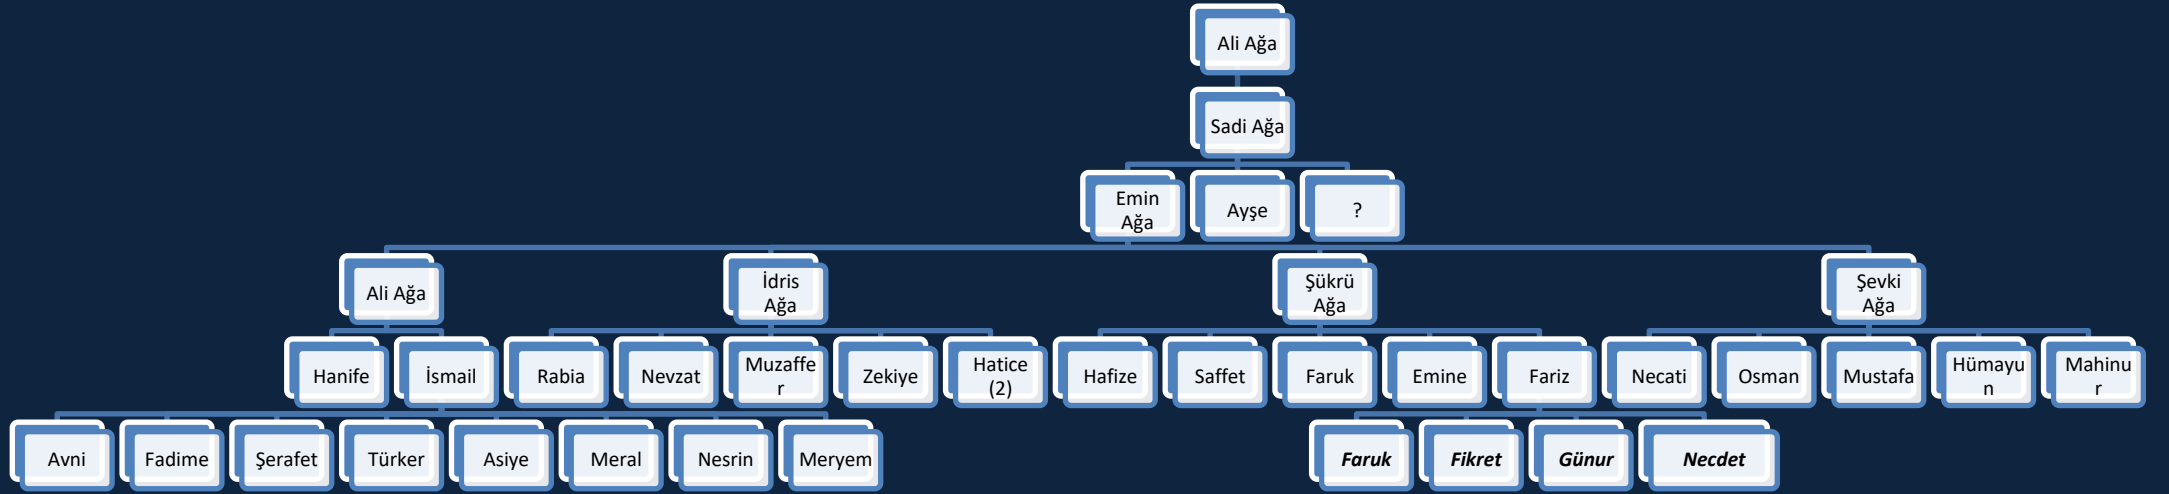 Ali Ağa
Sadi Ağa
Emin
Ağa
Ayşe
?
Ali Ağa
İdris
Ağa
Şükrü
Ağa
Şevki
Ağa
Hanife
İsmail
Rabia
Nevzat
Muzaffe
r
Zekiye
Hatice
(2)
Hafize
Saffet
Faruk
Emine
Fariz
Necati
Osman
Mustafa
Hümayu
n
Mahinu
r
Avni
Fadime
Şerafet
Türker
Asiye
Meral
Nesrin
Meryem
Faruk
Fikret
Günur
Necdet